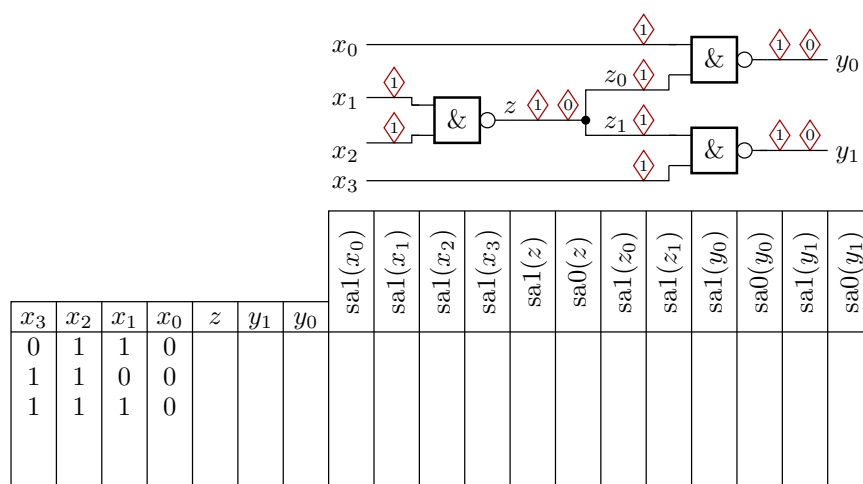 x₀ 1 & 1 0 y₀
z₀ 1
x₁ 1 & z 1 0
x₂ 1 z₁ 1 & 1 0 y₁
x₃ 1
x₃ x₂ x₁ x₀ z y₁ y₀ sa1(x₀) sa1(x₁) sa1(x₂) sa1(x₃) sa1(z) sa0(z) sa1(z₀) sa1(z₁) sa1(y₀) sa0(y₀) sa1(y₁) sa0(y₁)
0 1 1 0
1 1 0 0
1 1 1 0